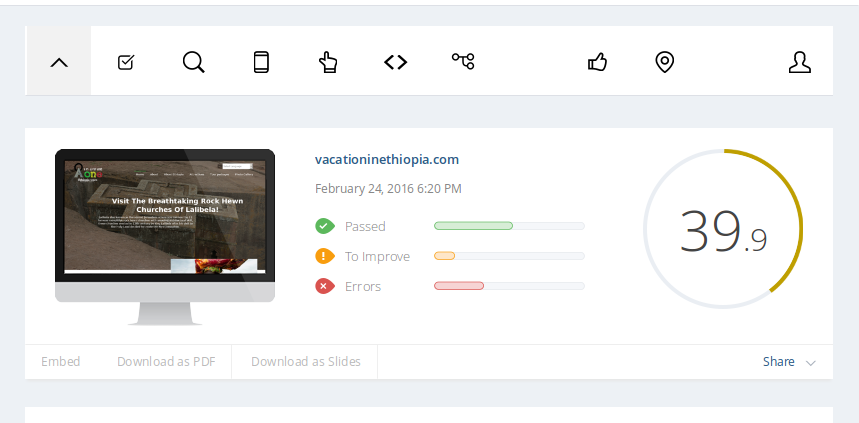 vacationinethiopia.com
February 24, 2016 6:20 PM
Visit The Breathtaking Rock Hewn
Churches Of Lalibela!
Passed
To Improve
Errors
39.9
Embed
Download as PDF
Download as Slides
Share